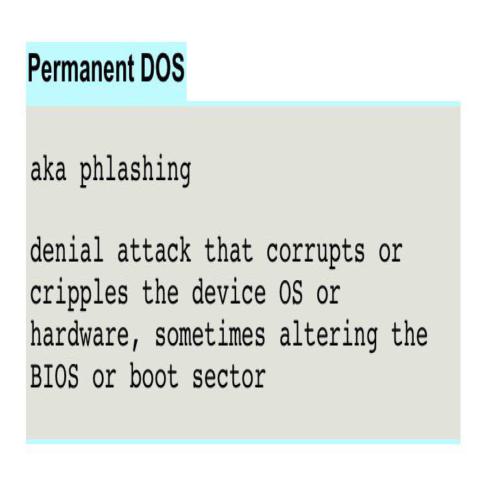 Permanent DOS
aka phlashing
denial attack that corrupts or
cripples the device OS or
hardware, sometimes altering the
BIOS or boot sector